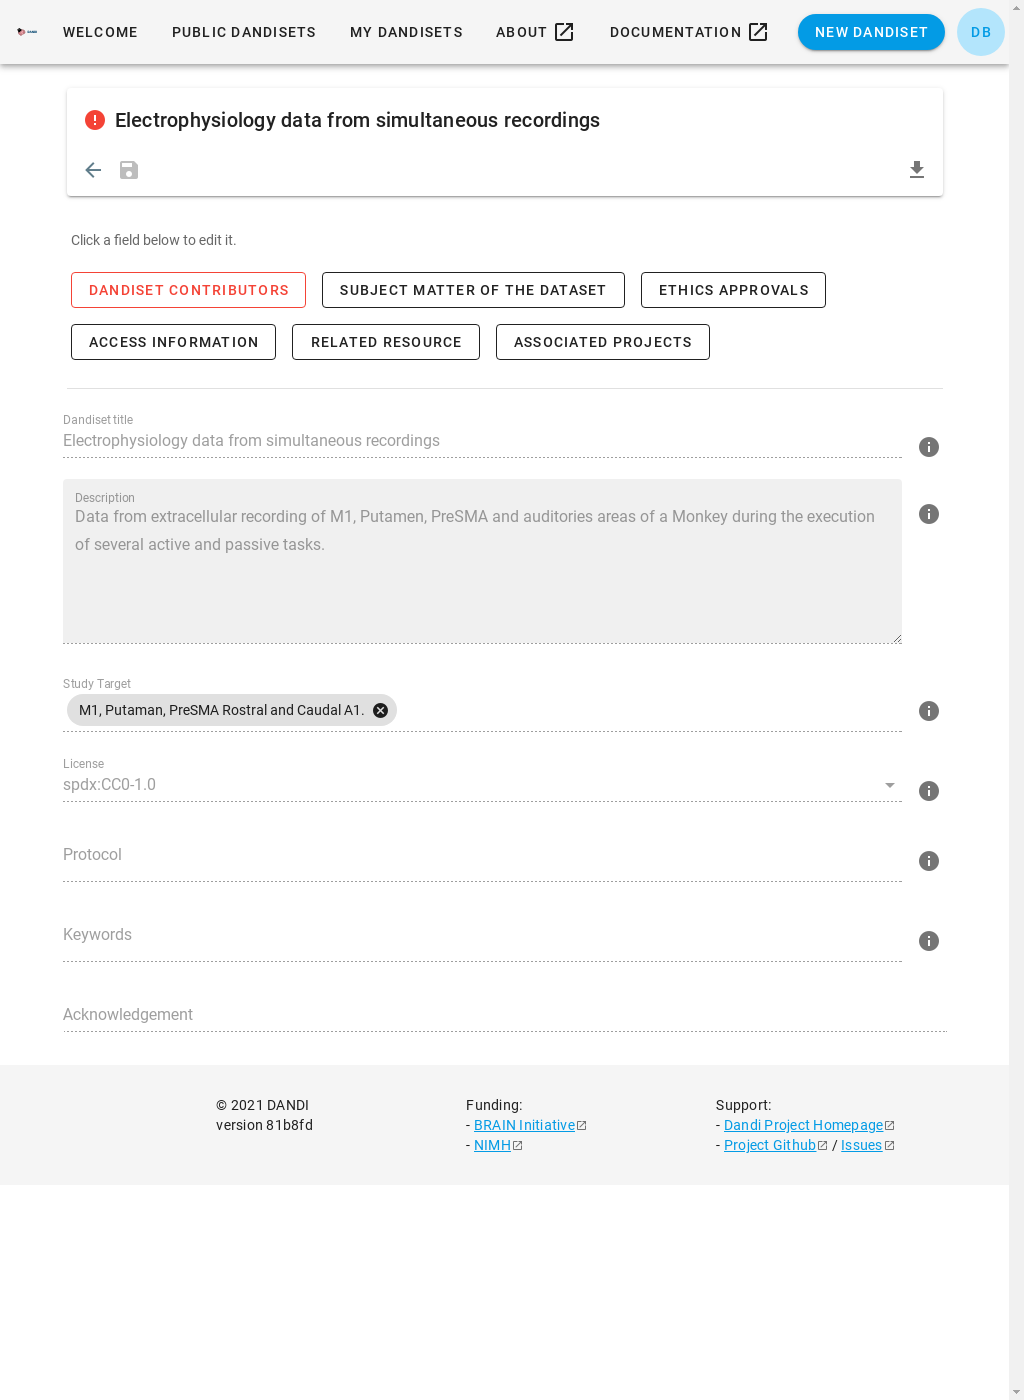 WELCOME PUBLIC DANDISETS MY DANDISETS ABOUT DOCUMENTATION NEW DANDISET DB
Electrophysiology data from simultaneous recordings
Click a field below to edit it.
DANDISET CONTRIBUTORS SUBJECT MATTER OF THE DATASET ETHICS APPROVALS
ACCESS INFORMATION RELATED RESOURCE ASSOCIATED PROJECTS
Dandiset title
Electrophysiology data from simultaneous recordings
Description
Data from extracellular recording of M1, Putamen, PreSMA and auditories areas of a Monkey during the execution
of several active and passive tasks.
Study Target
M1, Putaman, PreSMA Rostral and Caudal A1.
License
spdx:CC0-1.0
Protocol
Keywords
Acknowledgement
© 2021 DANDI
version 81b8fd
Funding:
- BRAIN Initiative
- NIMH
Support:
- Dandi Project Homepage
- Project Github / Issues